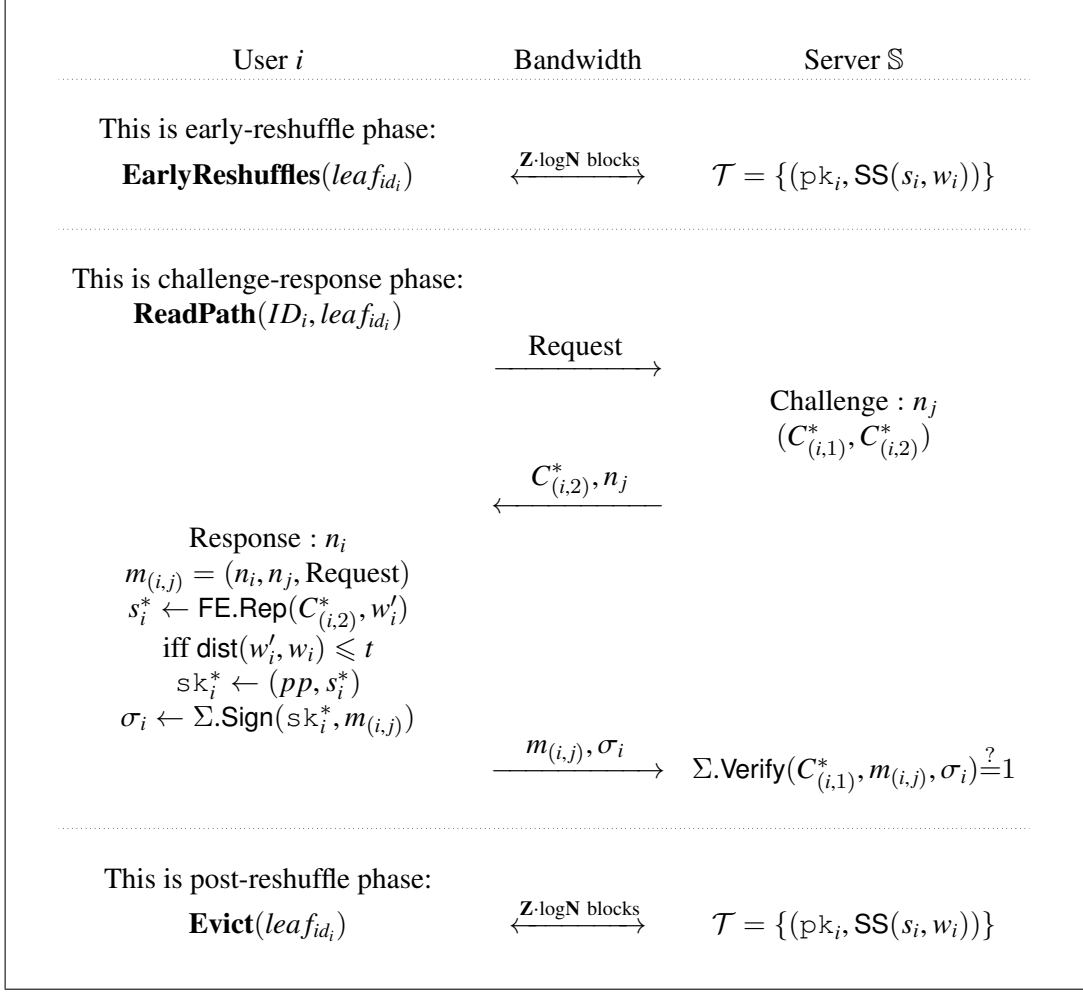 User i Bandwidth Server 𝕊
This is early-reshuffle phase:
EarlyReshuffles(leaf_{id_i}) Z·logN blocks 𝒯 = {(pk_i, SS(s_i, w_i))}
This is challenge-response phase:
ReadPath(ID_i, leaf_{id_i})
Request
Challenge : n_j
(C^*_{(i,1)}, C^*_{(i,2)})
C^*_{(i,2)}, n_j
Response : n_i
m_{(i,j)} = (n_i, n_j, Request)
s^*_i ← FE.Rep(C^*_{(i,2)}, w'_i)
iff dist(w'_i, w_i) ⩽ t
sk^*_i ← (pp, s^*_i)
σ_i ← Σ.Sign(sk^*_i, m_{(i,j)})
m_{(i,j)}, σ_i Σ.Verify(C^*_{(i,1)}, m_{(i,j)}, σ_i) ≟ 1
This is post-reshuffle phase:
Evict(leaf_{id_i}) Z·logN blocks 𝒯 = {(pk_i, SS(s_i, w_i))}